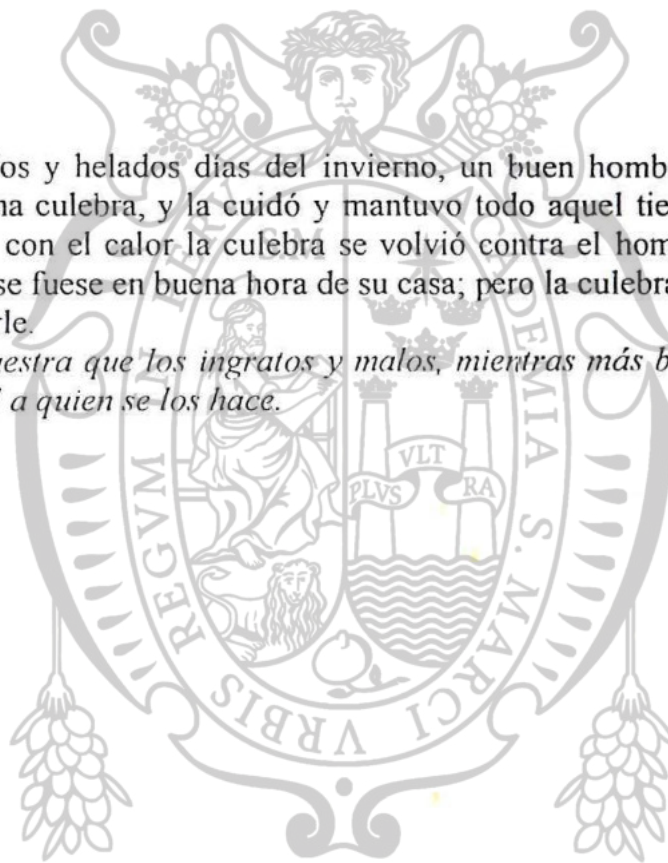 os y helados días del invierno, un buen homb
na culebra, y la cuidó y mantuvo todo aquel tie
con el calor la culebra se volvió contra el hom
se fuese en buena hora de su casa; pero la culebra
rle.
uestra que los ingratos y malos, mientras más b
l a quien se los hace.
S.M
ACADEMIA S. MARCI VRBIS REGVM
PERV
PLVS VLT RA